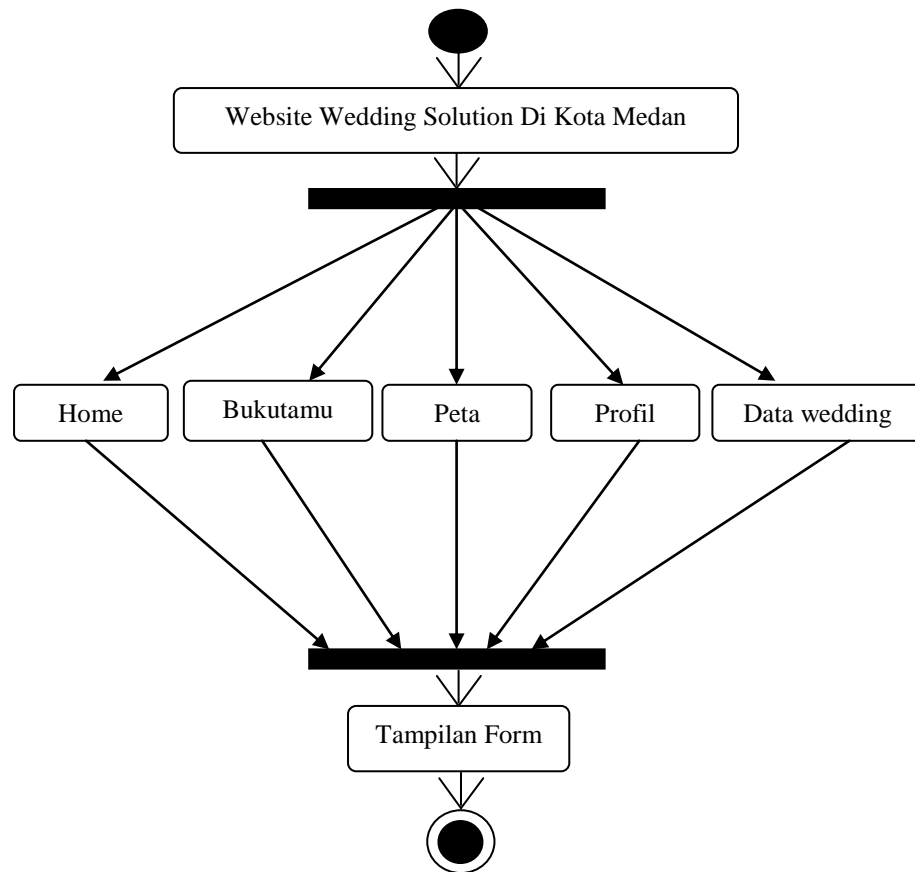 Website Wedding Solution Di Kota Medan
Home
Bukutamu
Peta
Profil
Data wedding
Tampilan Form